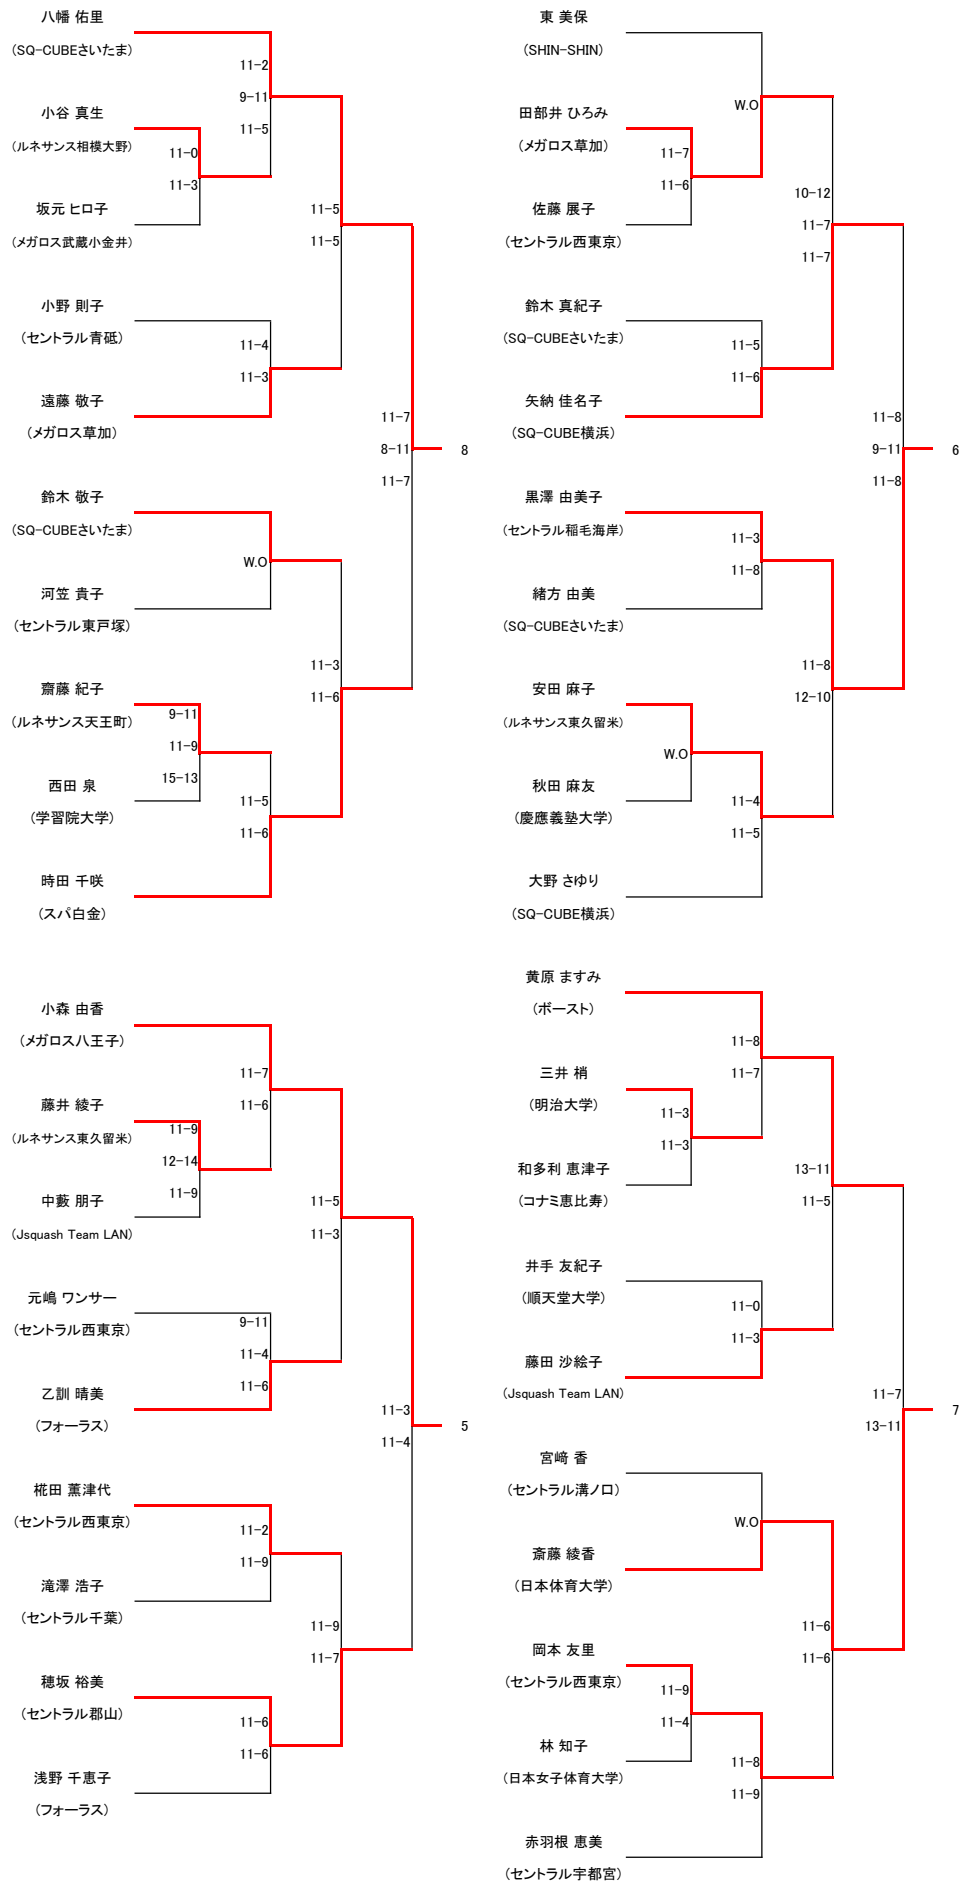 八幡 佑里
(SQ-CUBEさいたま)
11-2
9-11
11-5
小谷 真生
(ルネサンス相模大野)
11-0
11-3
坂元 ヒロ子
(メガロス武蔵小金井)
11-5
11-5
小野 則子
(セントラル青砥)
11-4
11-3
遠藤 敬子
(メガロス草加)
11-7
8-11
11-7
8
鈴木 敬子
(SQ-CUBEさいたま)
W.O
河笠 貴子
(セントラル東戸塚)
11-3
11-6
齋藤 紀子
(ルネサンス天王町)
9-11
11-9
15-13
西田 泉
(学習院大学)
11-5
11-6
時田 千咲
(スパ白金)
東 美保
(SHIN-SHIN)
W.O
田部井 ひろみ
(メガロス草加)
11-7
11-6
佐藤 展子
(セントラル西東京)
10-12
11-7
11-7
鈴木 真紀子
(SQ-CUBEさいたま)
11-5
11-6
矢納 佳名子
(SQ-CUBE横浜)
11-8
9-11
11-8
6
黒澤 由美子
(セントラル稲毛海岸)
11-3
11-8
緒方 由美
(SQ-CUBEさいたま)
11-8
12-10
安田 麻子
(ルネサンス東久留米)
W.O
秋田 麻友
(慶應義塾大学)
11-4
11-5
大野 さゆり
(SQ-CUBE横浜)
小森 由香
(メガロス八王子)
11-7
11-6
藤井 綾子
(ルネサンス東久留米)
11-9
12-14
11-9
中藪 朋子
(Jsquash Team LAN)
11-5
11-3
元嶋 ワンサー
(セントラル西東京)
9-11
11-4
11-6
乙訓 晴美
(フォーラス)
11-3
11-4
5
椛田 薫津代
(セントラル西東京)
11-2
11-9
滝澤 浩子
(セントラル千葉)
11-9
11-7
穂坂 裕美
(セントラル郡山)
11-6
11-6
浅野 千恵子
(フォーラス)
黄原 ますみ
(ボースト)
11-8
11-7
三井 梢
(明治大学)
11-3
11-3
和多利 恵津子
(コナミ恵比寿)
13-11
11-5
井手 友紀子
(順天堂大学)
11-0
11-3
藤田 沙絵子
(Jsquash Team LAN)
11-7
13-11
7
宮﨑 香
(セントラル溝ノ口)
W.O
斎藤 綾香
(日本体育大学)
11-6
11-6
岡本 友里
(セントラル西東京)
11-9
11-4
林 知子
(日本女子体育大学)
11-8
11-9
赤羽根 恵美
(セントラル宇都宮)